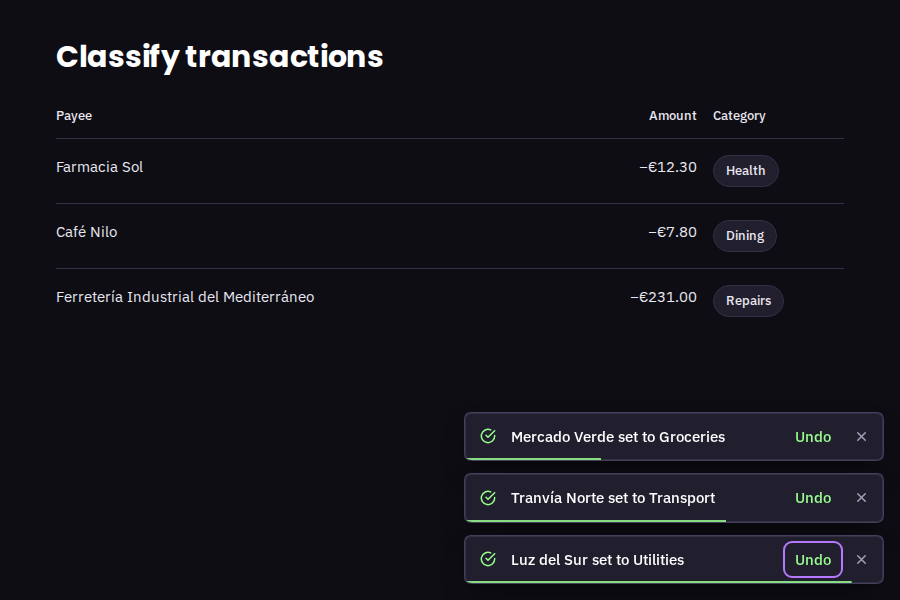 Classify transactions
Payee Amount Category
Farmacia Sol −€12.30 Health
Café Nilo −€7.80 Dining
Ferretería Industrial del Mediterráneo −€231.00 Repairs
Mercado Verde set to Groceries Undo
Tranvía Norte set to Transport Undo
Luz del Sur set to Utilities Undo